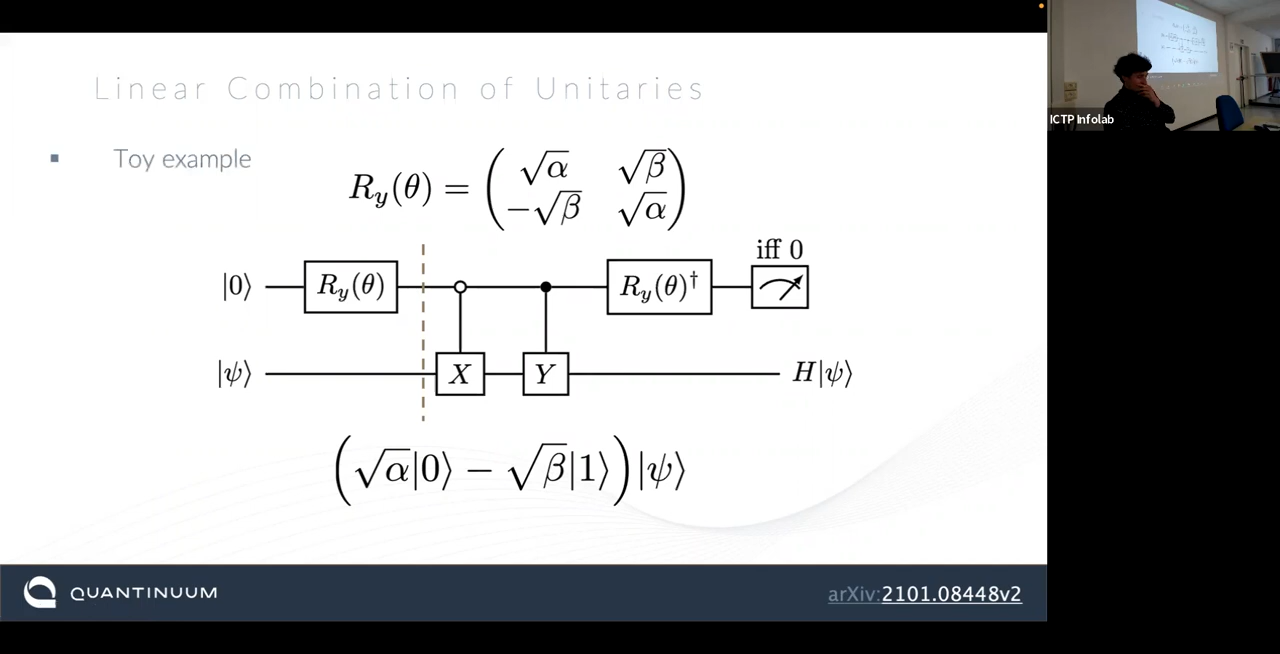 Linear Combination of Unitaries
ICTP Infolab
▪ Toy example
R_y(θ) = ( √α √β
−√β √α )
iff 0
|0⟩ R_y(θ) R_y(θ)†
|ψ⟩ X Y H|ψ⟩
(√α|0⟩ − √β|1⟩)|ψ⟩
QUANTINUUM
arXiv:2101.08448v2